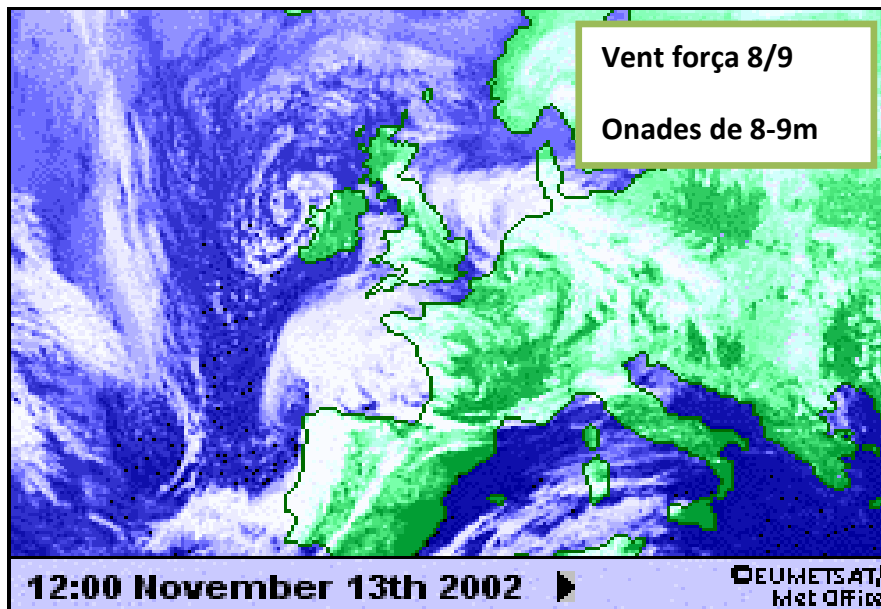 Vent força 8/9
Onades de 8-9m
12:00 November 13th 2002
©EUMETSAT/
Met Office